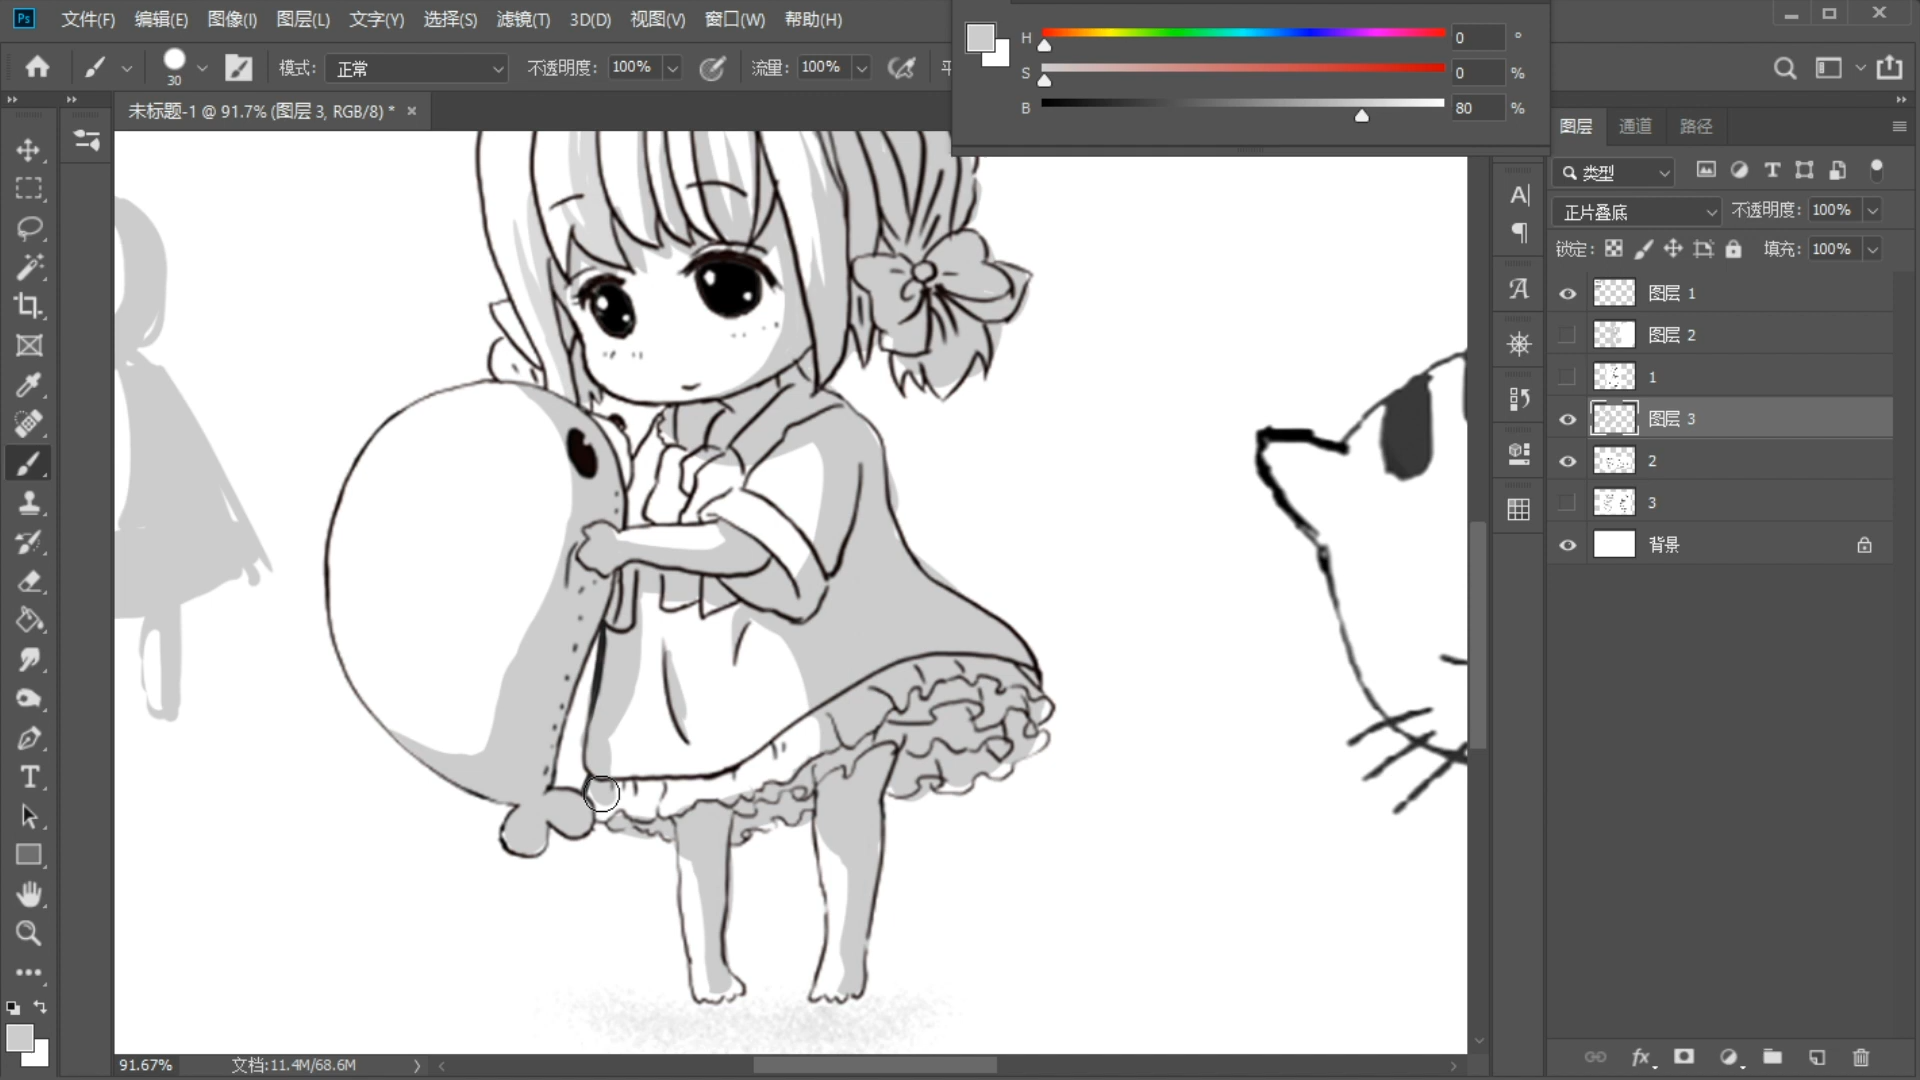 Ps 文件(F) 编辑(E) 图像(I) 图层(L) 文字(Y) 选择(S) 滤镜(T) 3D(D) 视图(V) 窗口(W) 帮助(H)
30 模式: 正常 不透明度: 100% 流量: 100% 平
H 0 °
S 0 %
B 80 %
未标题-1 @ 91.7% (图层 3, RGB/8) * ×
图层 通道 路径
类型
正片叠底 不透明度: 100%
锁定: 填充: 100%
图层 1
图层 2
1
图层 3
2
3
背景
91.67% 文档:11.4M/68.6M